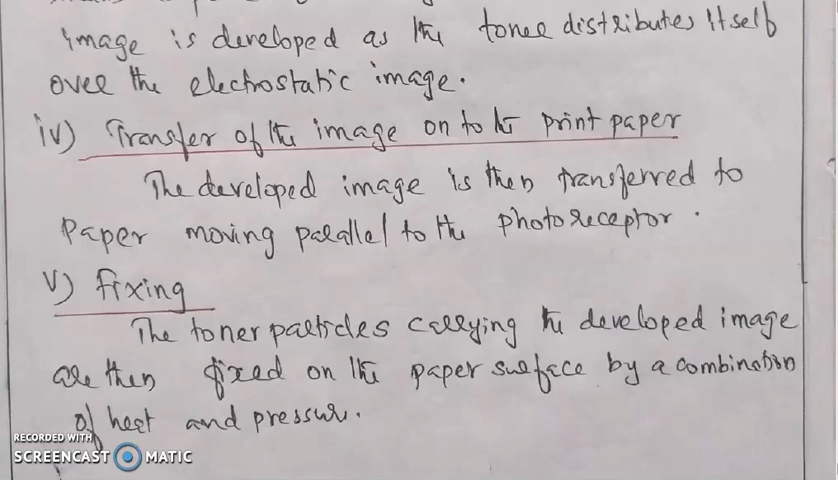 image is developed as the toner distributes itself
over the electrostatic image.
iv) Transfer of the image on to the print paper
The developed image is then transferred to
Paper moving parallel to the photoreceptor.
v) Fixing
The toner particles carrying the developed image
are then fixed on the paper surface by a combination
of heat and pressure.
RECORDED WITH
SCREENCAST MATIC